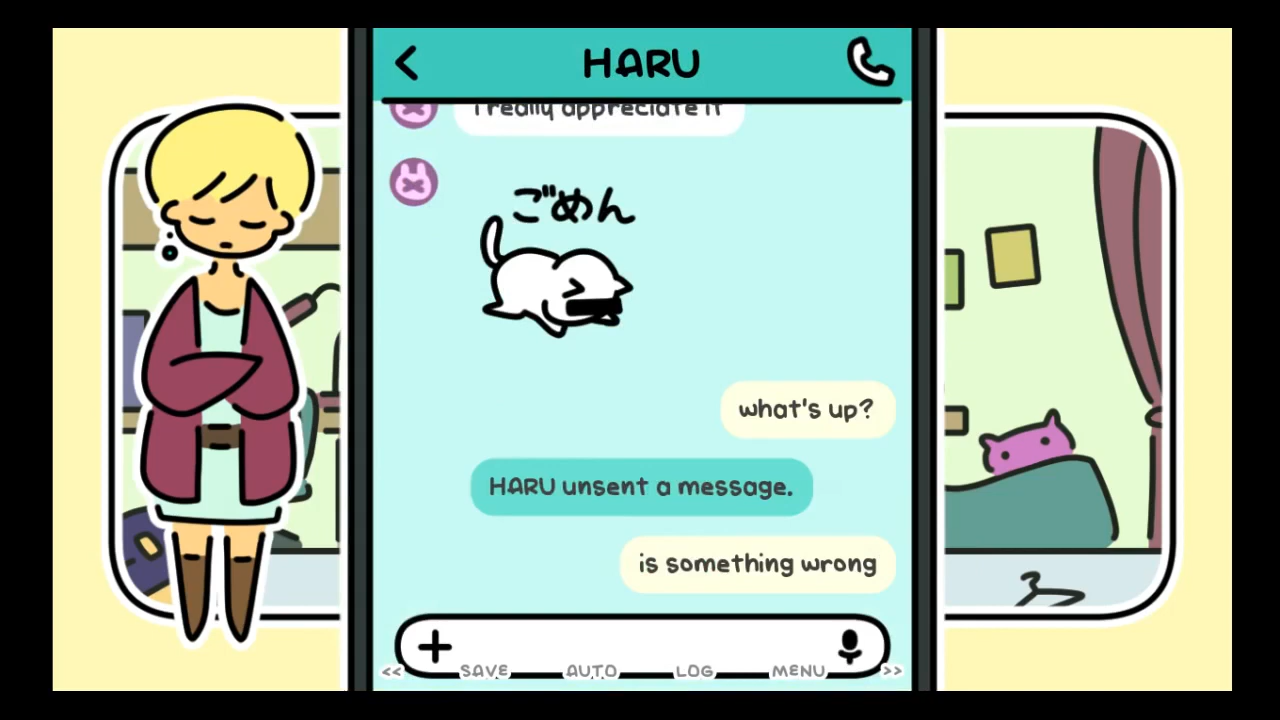 HARU
I really appreciate it
ごめん
what's up?
HARU unsent a message.
is something wrong
<< SAVE AUTO LOG MENU >>